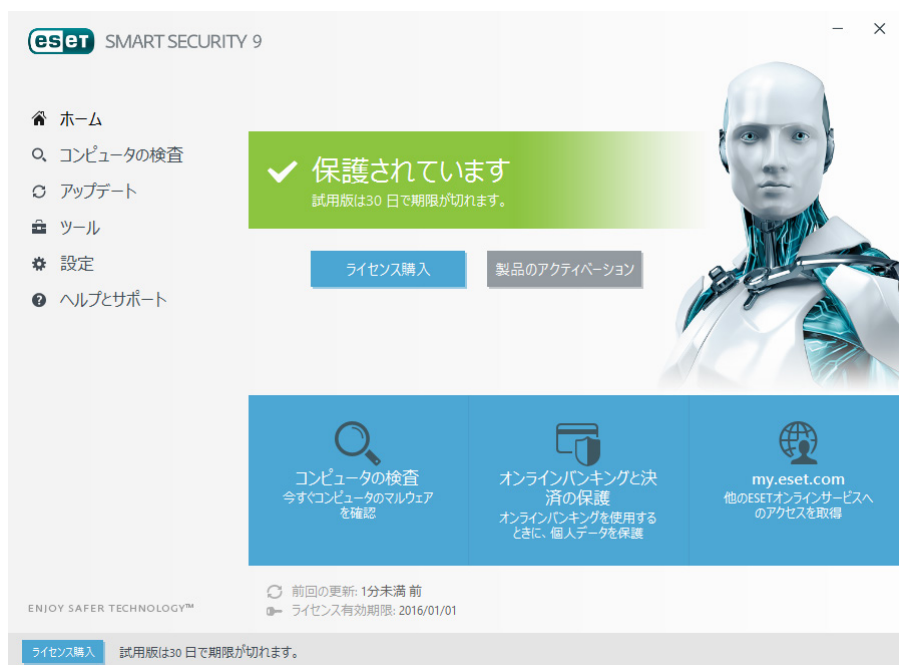 eset SMART SECURITY 9
ホーム
コンピュータの検査
アップデート
ツール
設定
ヘルプとサポート
保護されています
試用版は30 日で期限が切れます。
ライセンス購入
製品のアクティベーション
コンピュータの検査
今すぐコンピュータのマルウェア
を確認
オンラインバンキングと決
済の保護
オンラインバンキングを使用する
ときに、個人データを保護
my.eset.com
他のESETオンラインサービスへ
のアクセスを取得
前回の更新: 1分未満 前
ライセンス有効期限: 2016/01/01
ENJOY SAFER TECHNOLOGY™
ライセンス購入 試用版は30 日で期限が切れます。